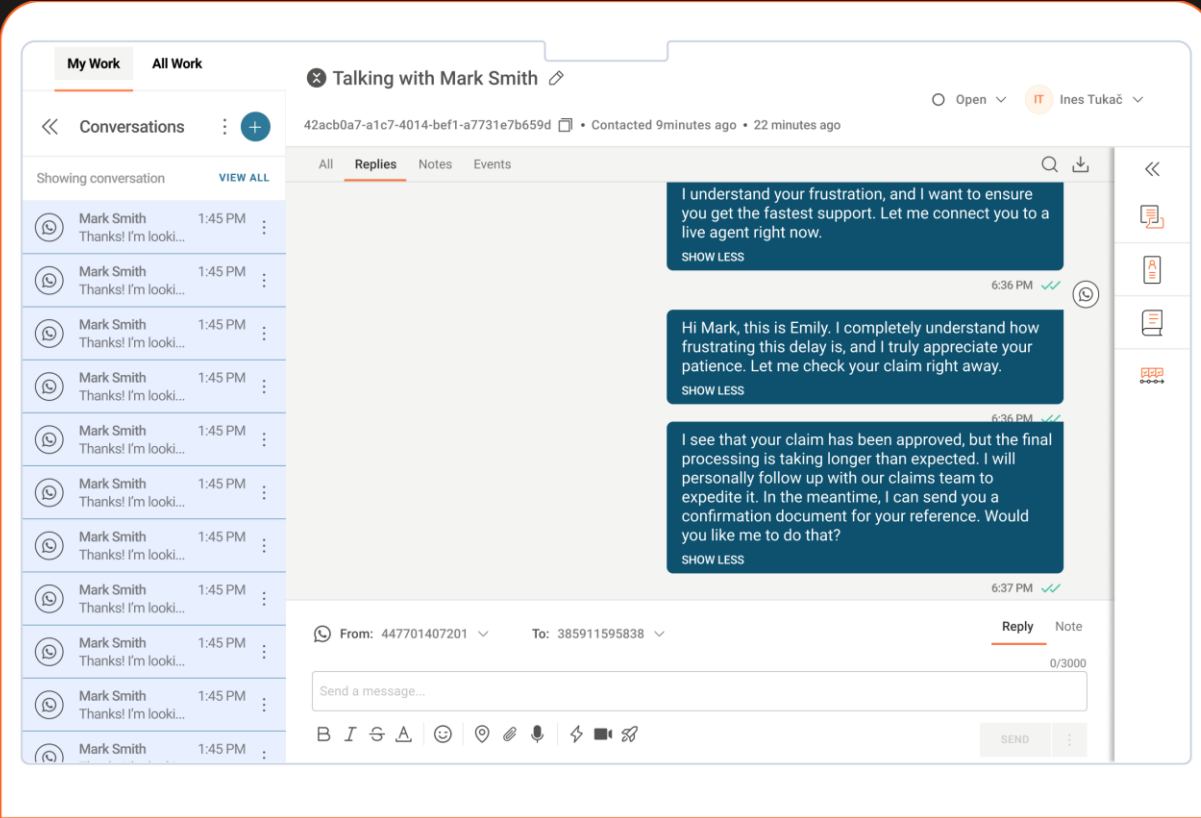 My Work All Work
Conversations
Showing conversation VIEW ALL
Mark Smith 1:45 PM
Thanks! I'm looki...
Mark Smith 1:45 PM
Thanks! I'm looki...
Mark Smith 1:45 PM
Thanks! I'm looki...
Mark Smith 1:45 PM
Thanks! I'm looki...
Mark Smith 1:45 PM
Thanks! I'm looki...
Mark Smith 1:45 PM
Thanks! I'm looki...
Mark Smith 1:45 PM
Thanks! I'm looki...
Mark Smith 1:45 PM
Thanks! I'm looki...
Mark Smith 1:45 PM
Thanks! I'm looki...
Mark Smith 1:45 PM
Thanks! I'm looki...
Mark Smith 1:45 PM
Talking with Mark Smith
Open IT Ines Tukač
42acb0a7-a1c7-4014-bef1-a7731e7b659d • Contacted 9minutes ago • 22 minutes ago
All Replies Notes Events
I understand your frustration, and I want to ensure
you get the fastest support. Let me connect you to a
live agent right now.
SHOW LESS
6:36 PM
Hi Mark, this is Emily. I completely understand how
frustrating this delay is, and I truly appreciate your
patience. Let me check your claim right away.
SHOW LESS
6:36 PM
I see that your claim has been approved, but the final
processing is taking longer than expected. I will
personally follow up with our claims team to
expedite it. In the meantime, I can send you a
confirmation document for your reference. Would
you like me to do that?
SHOW LESS
6:37 PM
From: 447701407201 To: 385911595838 Reply Note
0/3000
Send a message...
B I S A
SEND